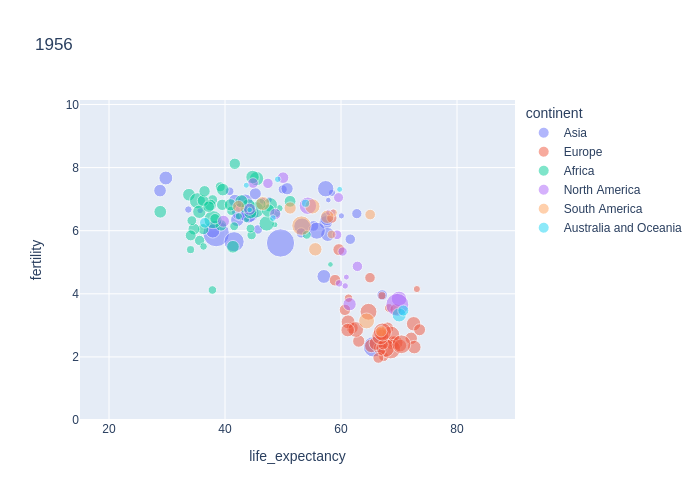 1956
continent
Asia
Europe
Africa
North America
South America
Australia and Oceania
fertility
10
8
6
4
2
0
20 40 60 80
life_expectancy